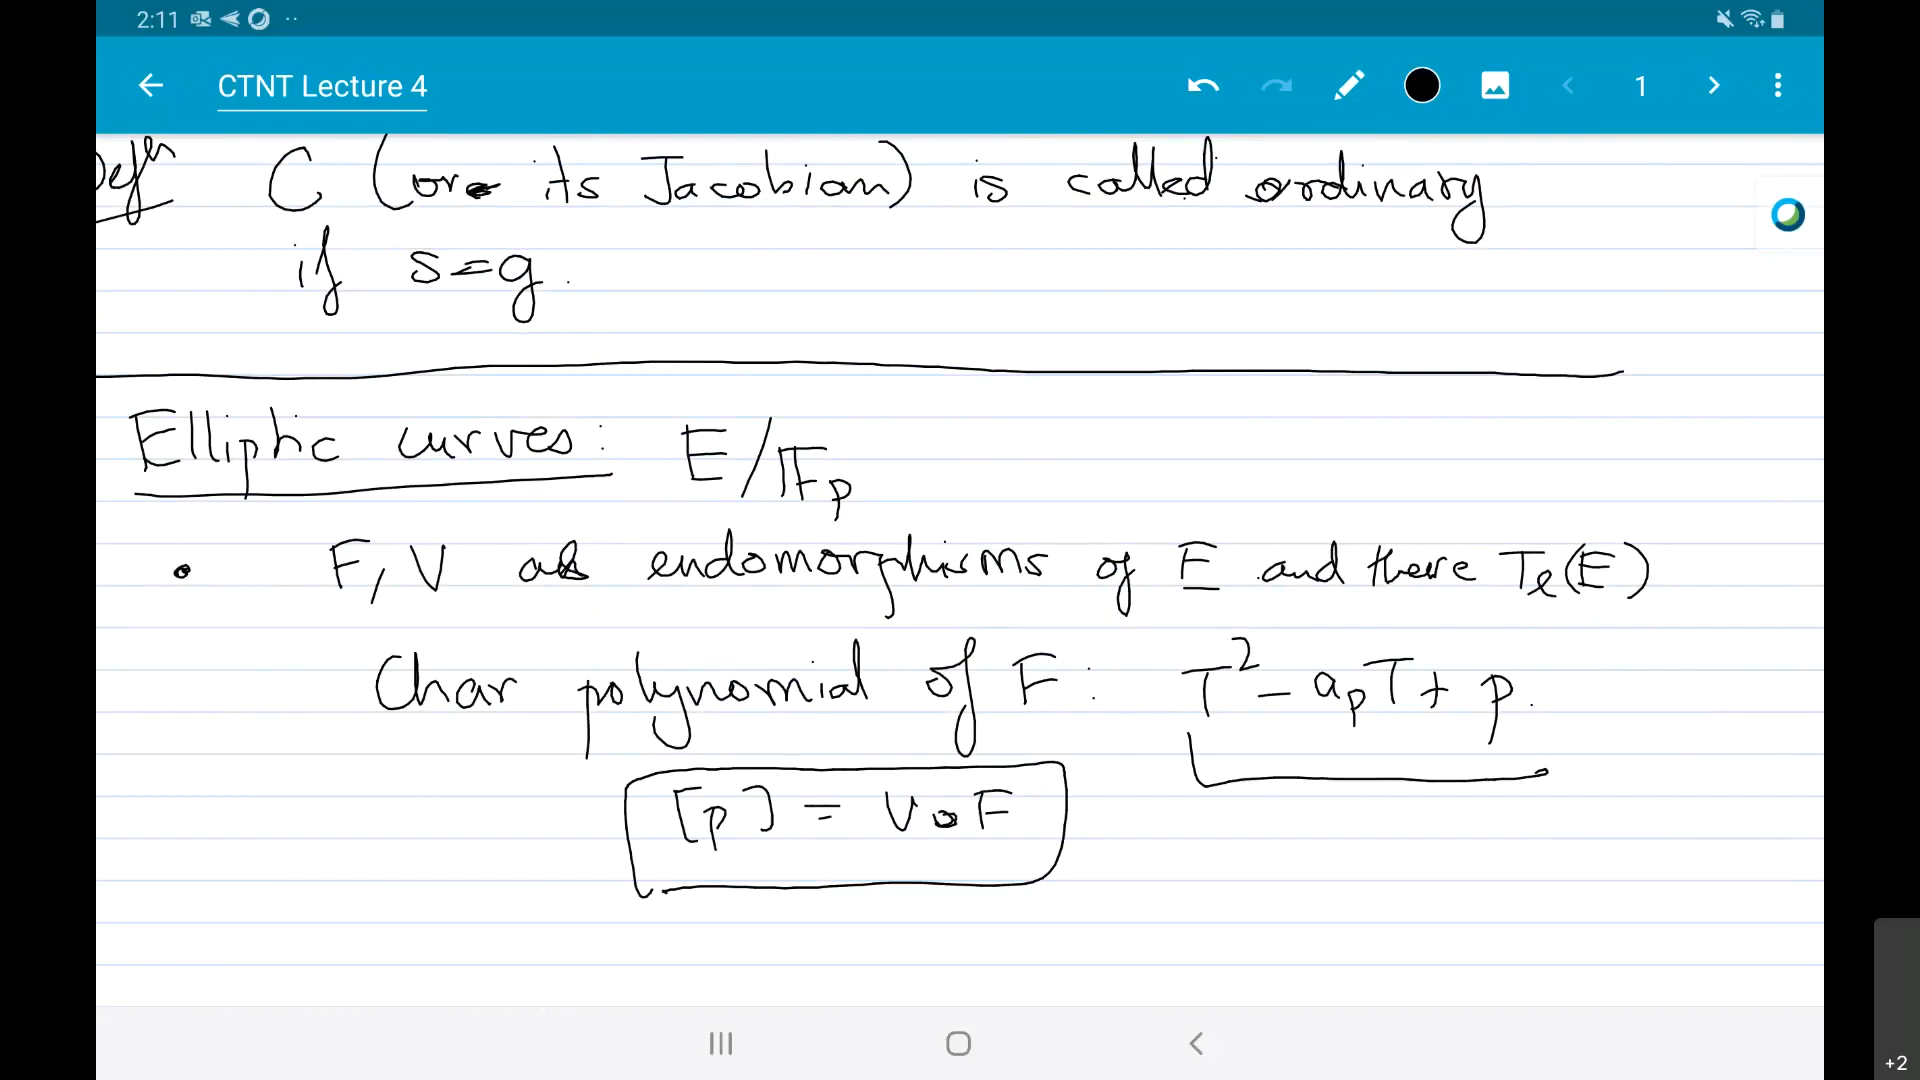 2:11
CTNT Lecture 4
1
Defn C (or its Jacobian) is called ordinary
if s=g.
Elliptic curves: E/𝔽p
• F, V as endomorphisms of E and there Tℓ(E)
Char polynomial of F: T² - apT + p.
[p] = V∘F
+2